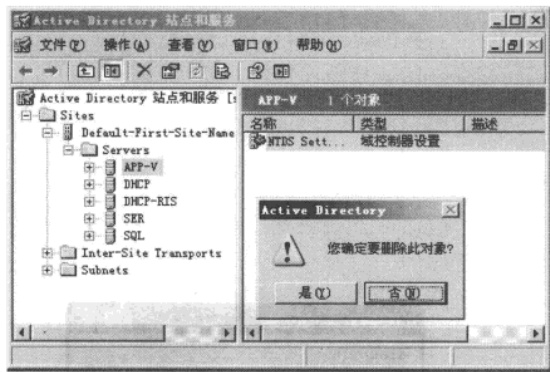 Active Directory 站点和服务
文件(F) 操作(A) 查看(V) 窗口(W) 帮助(H)
Active Directory 站点和服务 [
Sites
Default-First-Site-Name
Servers
APP-V
DHCP
DHCP-RIS
SER
SQL
Inter-Site Transports
Subnets
APP-V 1 个对象
名称 类型 描述
NTDS Sett... 域控制器设置
Active Directory
您确定要删除此对象?
是(Y) 否(N)